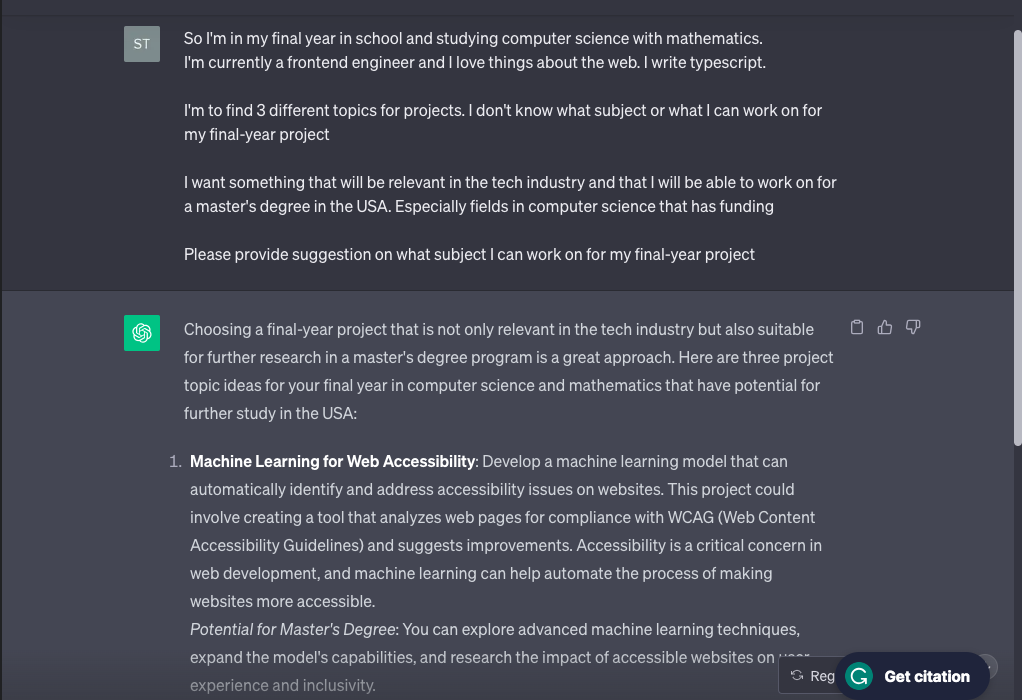 ST
So I'm in my final year in school and studying computer science with mathematics.
I'm currently a frontend engineer and I love things about the web. I write typescript.
I'm to find 3 different topics for projects. I don't know what subject or what I can work on for
my final-year project
I want something that will be relevant in the tech industry and that I will be able to work on for
a master's degree in the USA. Especially fields in computer science that has funding
Please provide suggestion on what subject I can work on for my final-year project
Choosing a final-year project that is not only relevant in the tech industry but also suitable
for further research in a master's degree program is a great approach. Here are three project
topic ideas for your final year in computer science and mathematics that have potential for
further study in the USA:
1. Machine Learning for Web Accessibility: Develop a machine learning model that can
automatically identify and address accessibility issues on websites. This project could
involve creating a tool that analyzes web pages for compliance with WCAG (Web Content
Accessibility Guidelines) and suggests improvements. Accessibility is a critical concern in
web development, and machine learning can help automate the process of making
websites more accessible.
Potential for Master's Degree: You can explore advanced machine learning techniques,
expand the model's capabilities, and research the impact of accessible websites on user
experience and inclusivity.
Reg
Get citation